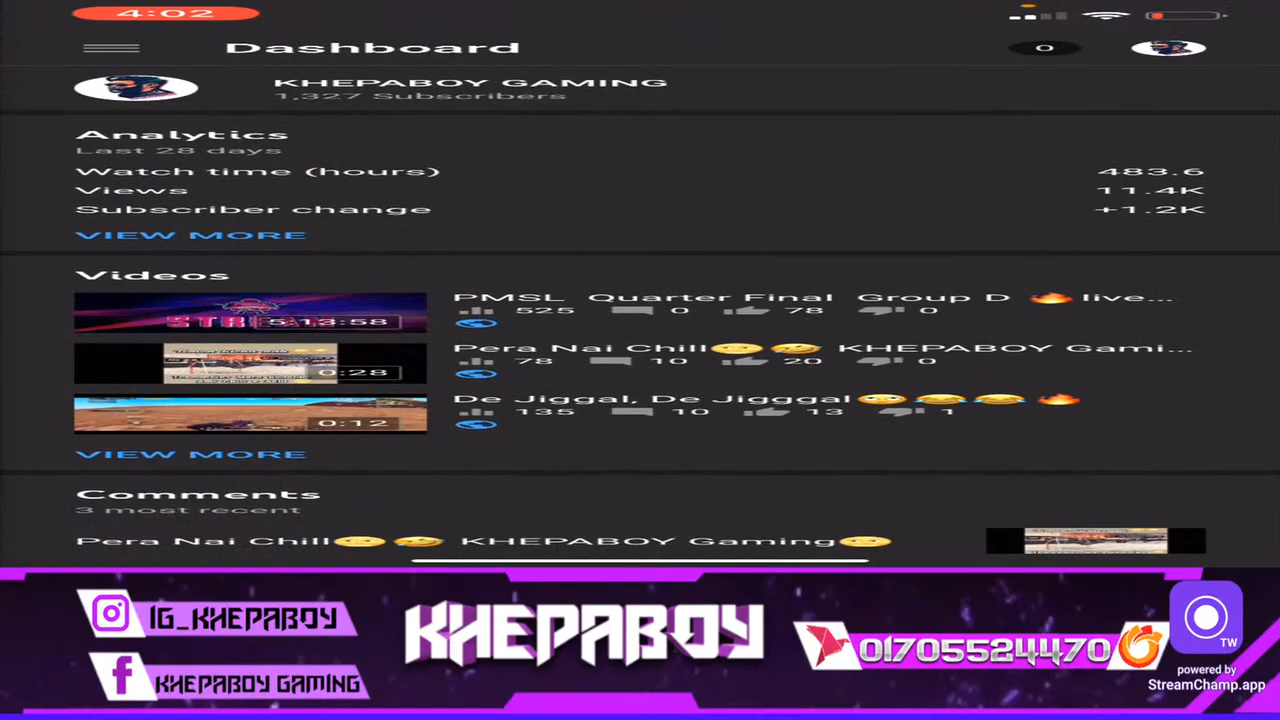 4:02
Dashboard
0
KHEPABOY GAMING
1,327 Subscribers
Analytics
Last 28 days
Watch time (hours) 483.6
Views 11.4K
Subscriber change +1.2K
VIEW MORE
Videos
5:13:58
PMSL Quarter Final Group D 🔥 live...
525 0 78 0
0:28
Pera Nai Chill😶🤣 KHEPABOY Gami...
78 10 20 0
0:12
De Jiggal, De Jigggal😳😂😂🔥
135 10 13 1
VIEW MORE
Comments
3 most recent
Pera Nai Chill😶🤣 KHEPABOY Gaming😶
IG_KHEPABOY
KHEPABOY GAMING
KHEPABOY
01705524470
TW
powered by
StreamChamp.app